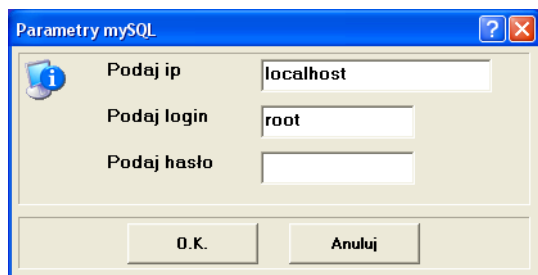 Parametry mySQL
Podaj ip localhost
Podaj login root
Podaj hasło
O.K. Anuluj